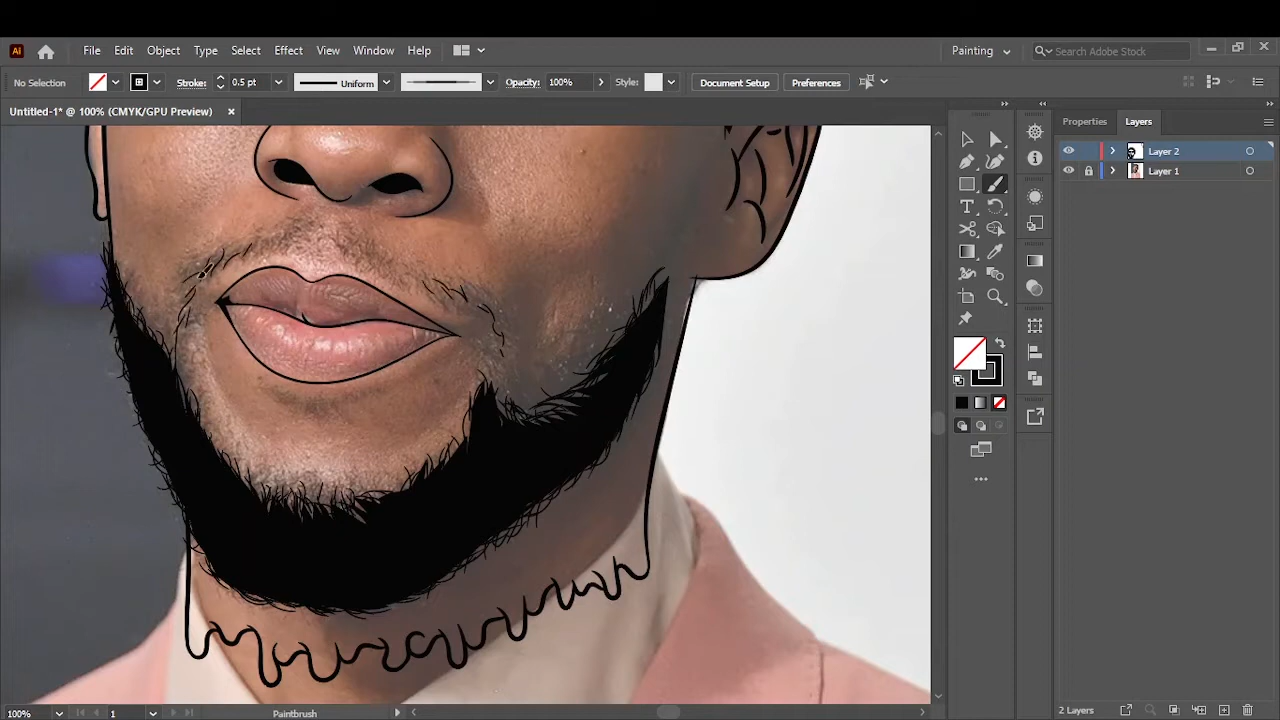 Ai File Edit Object Type Select Effect View Window Help Painting Search Adobe Stock
No Selection Stroke: 0.5 pt Uniform Opacity: 100% Style: Document Setup Preferences
Untitled-1* @ 100% (CMYK/GPU Preview) ×
Properties Layers
Layer 2
Layer 1
100% 1 Paintbrush 2 Layers